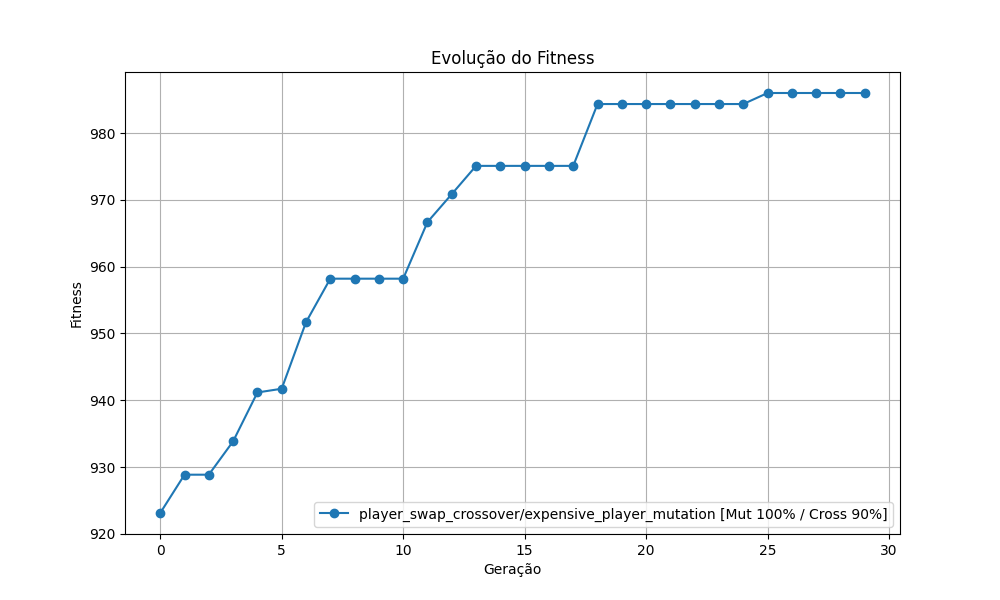 Evolução do Fitness
Fitness
980
970
960
950
940
930
920
player_swap_crossover/expensive_player_mutation [Mut 100% / Cross 90%]
0 5 10 15 20 25 30
Geração